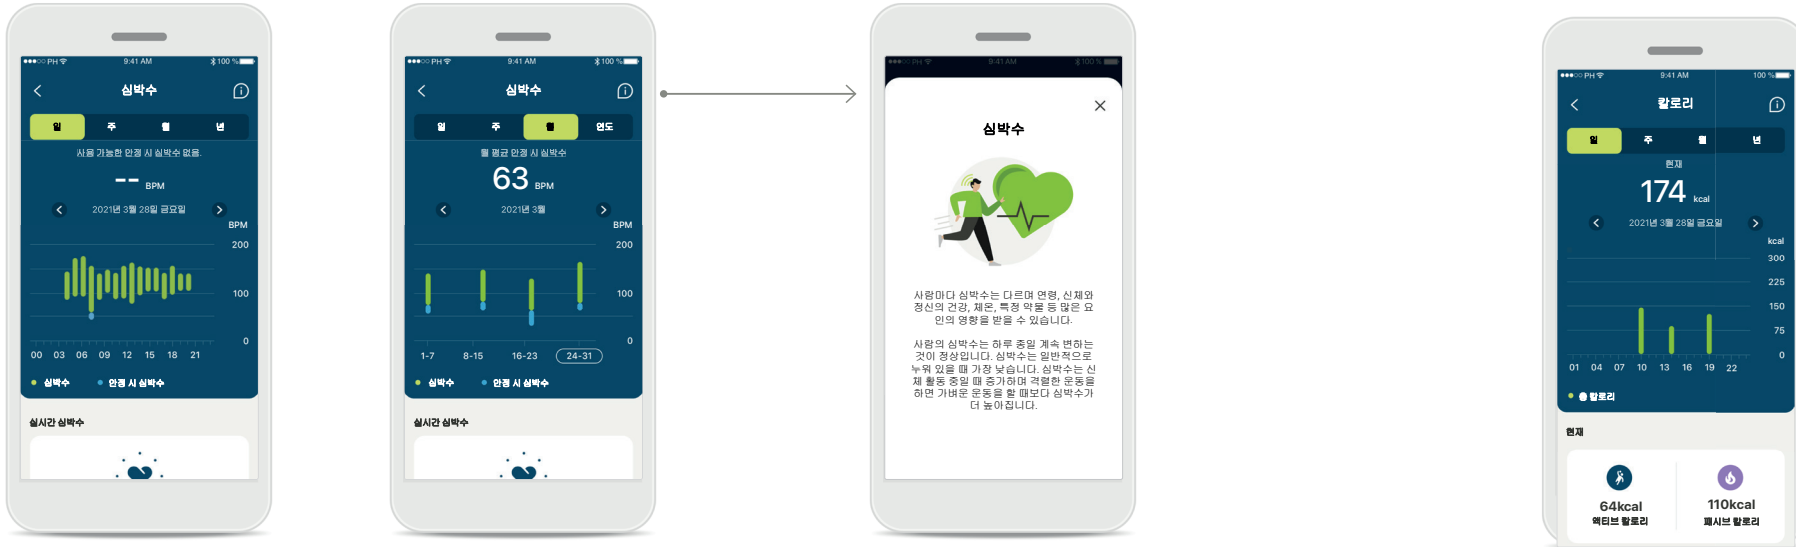 ●●●○○ PH 9:41 AM 100 %
심박수
일 주 월 년
사용 가능한 안정 시 심박수 없음.
-- BPM
2021년 3월 28일 금요일
BPM
200
100
0
00 03 06 09 12 15 18 21
심박수 안정 시 심박수
실시간 심박수
●●●○○ PH 9:41 AM 100 %
심박수
일 주 월 연도
월 평균 안정 시 심박수
63 BPM
2021년 3월
BPM
200
100
0
1-7 8-15 16-23 24-31
심박수 안정 시 심박수
실시간 심박수
●●●○○ PH 9:41 AM 100 %
심박수
사람마다 심박수는 다르며 연령, 신체와
정신의 건강, 체온, 특정 약물 등 많은 요
인의 영향을 받을 수 있습니다.
사람의 심박수는 하루 종일 계속 변하는
것이 정상입니다. 심박수는 일반적으로
누워 있을 때 가장 낮습니다. 심박수는 신
체 활동 중일 때 증가하며 격렬한 운동을
하면 가벼운 운동을 할 때보다 심박수가
더 높아집니다.
●●●○○ PH 9:41 AM 100 %
칼로리
일 주 월 년
현재
174 kcal
2021년 3월 28일 금요일
kcal
300
225
150
75
0
01 04 07 10 13 16 19 22
총 칼로리
현재
64kcal 110kcal
액티브 칼로리 패시브 칼로리